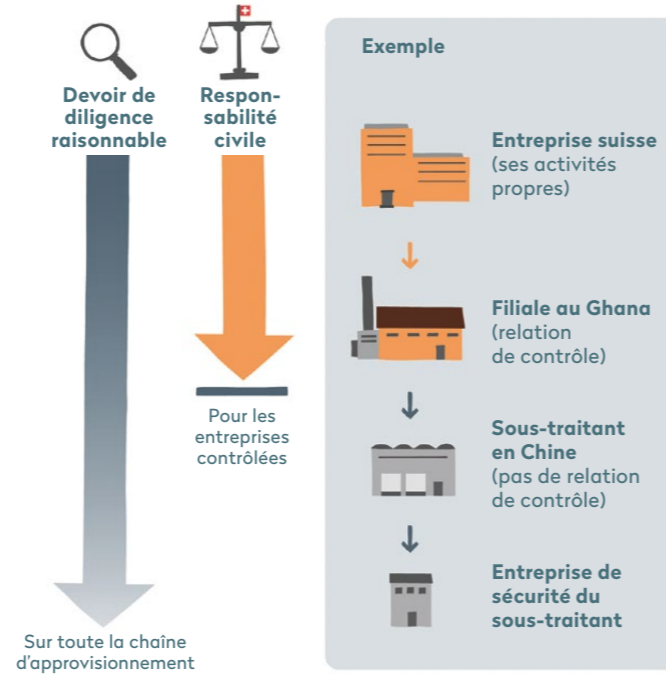 Devoir de
diligence
raisonnable
Respon-
sabilité
civile
Pour les
entreprises
contrôlées
Sur toute la chaîne
d'approvisionnement
Exemple
Entreprise suisse
(ses activités
propres)
Filiale au Ghana
(relation
de contrôle)
Sous-traitant
en Chine
(pas de relation
de contrôle)
Entreprise de
sécurité du
sous-traitant